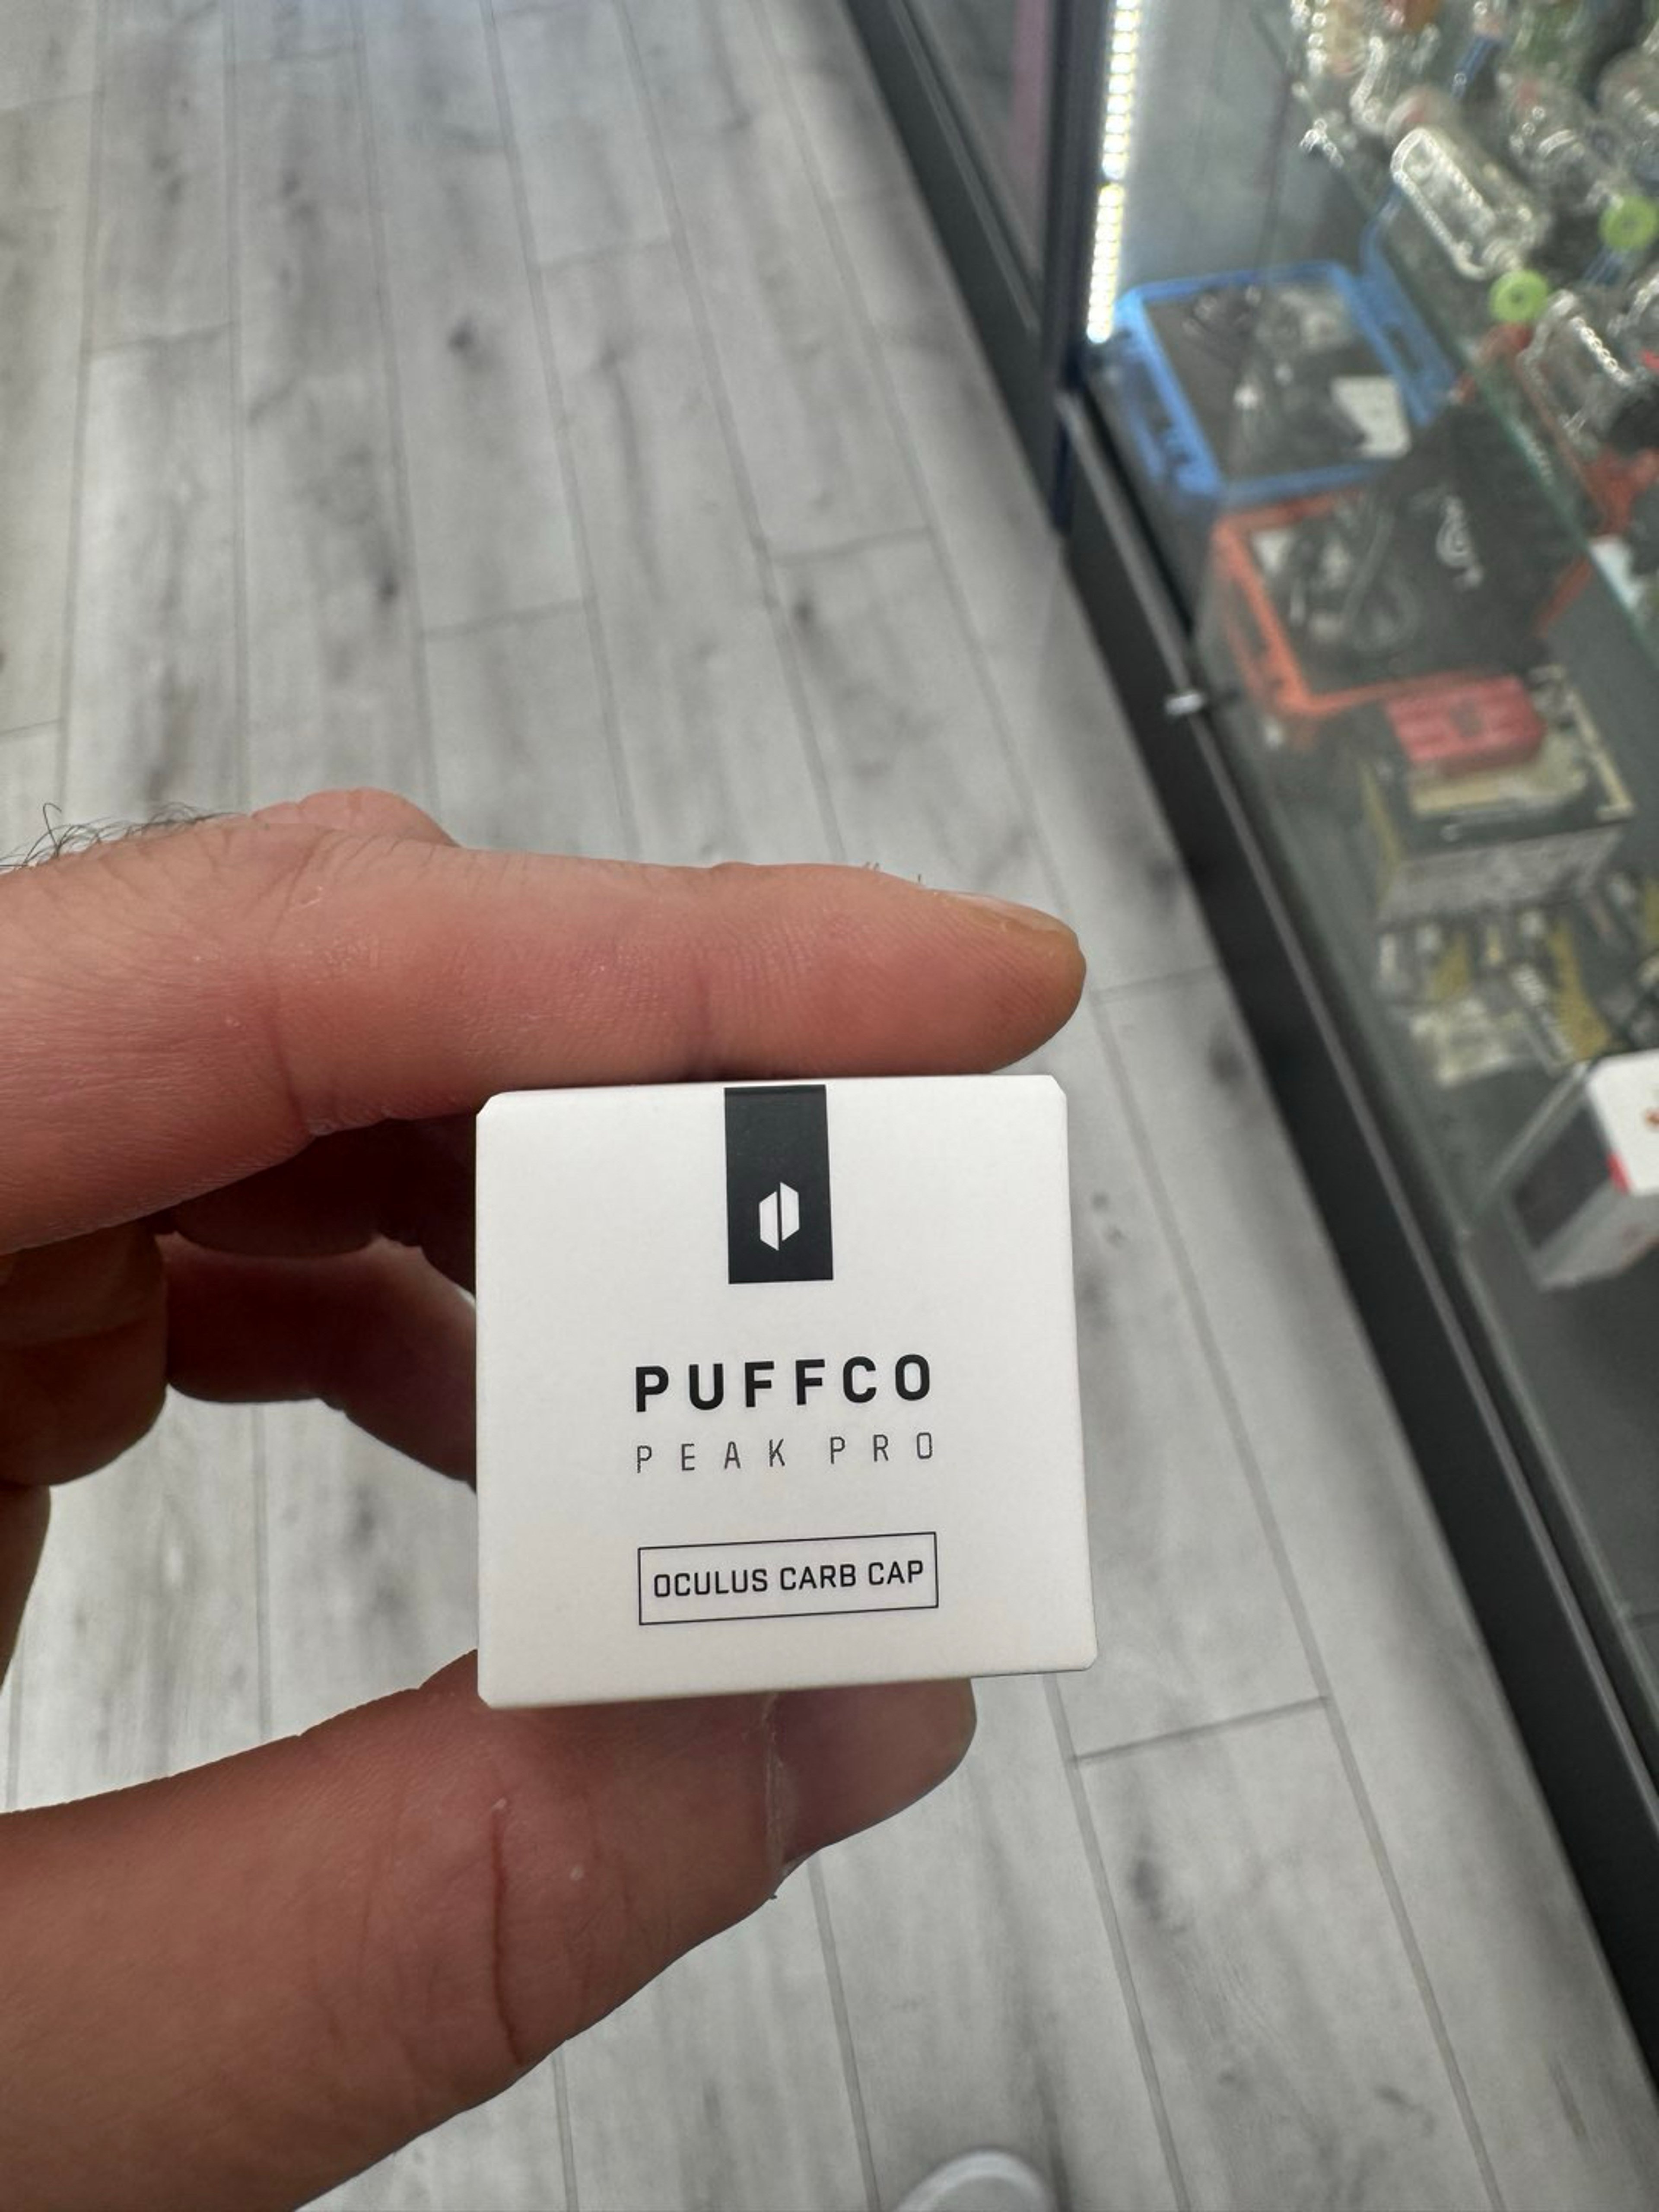 PUFFCO
PEAK PRO
OCULUS CARB CAP